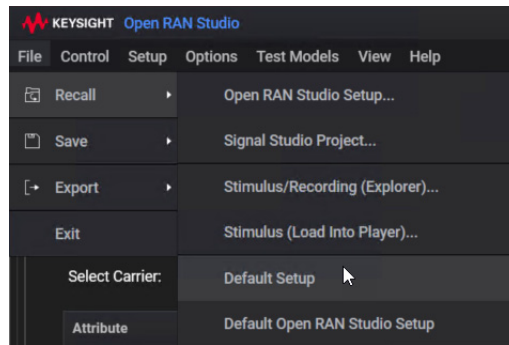 KEYSIGHT Open RAN Studio
File Control Setup Options Test Models View Help
Recall Open RAN Studio Setup...
Save Signal Studio Project...
Export Stimulus/Recording (Explorer)...
Exit Stimulus (Load Into Player)...
Select Carrier: Default Setup
Attribute Default Open RAN Studio Setup